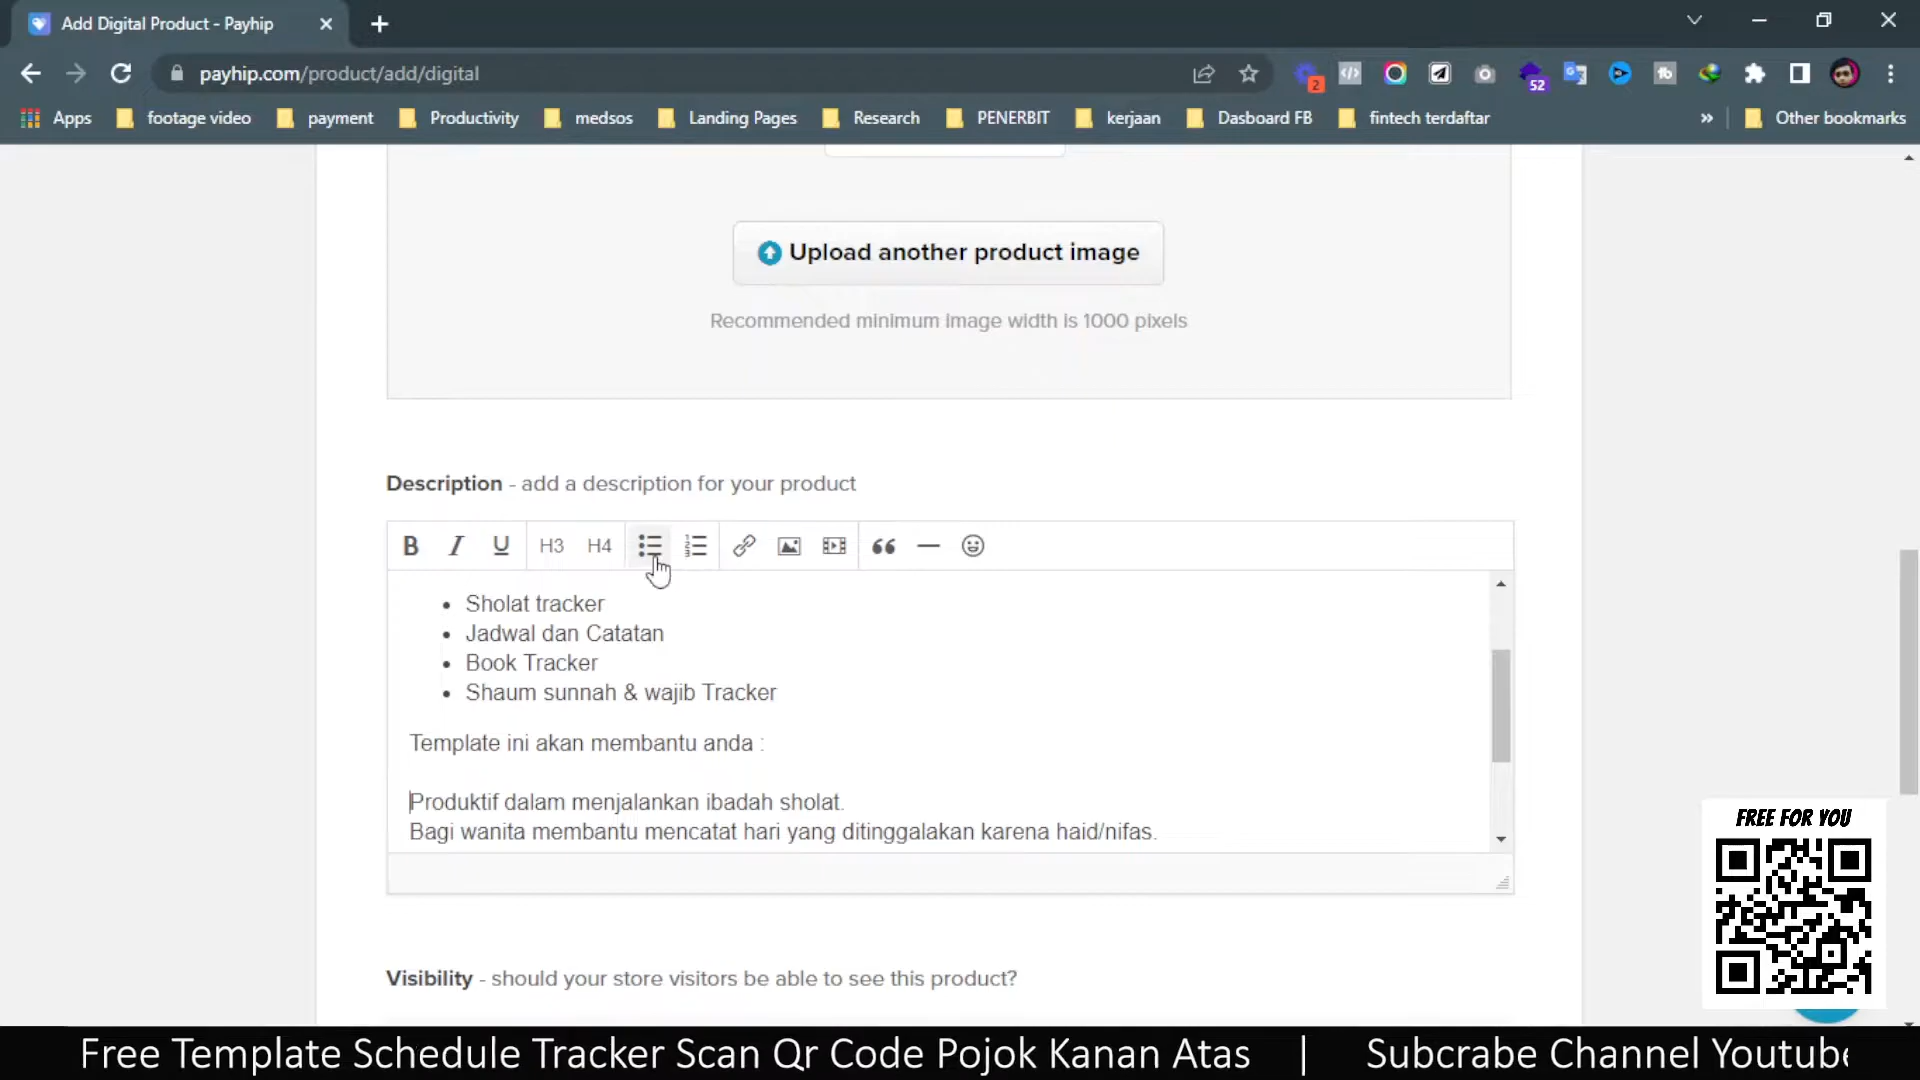 Add Digital Product - Payhip
payhip.com/product/add/digital
2
52
Apps
footage video
payment
Productivity
medsos
Landing Pages
Research
PENERBIT
kerjaan
Dasboard FB
fintech terdaftar
»
Other bookmarks
Upload another product image
Recommended minimum image width is 1000 pixels
Description - add a description for your product
B I U H3 H4
• Sholat tracker
• Jadwal dan Catatan
• Book Tracker
• Shaum sunnah & wajib Tracker
Template ini akan membantu anda :
Produktif dalam menjalankan ibadah sholat.
Bagi wanita membantu mencatat hari yang ditinggalakan karena haid/nifas.
FREE FOR YOU
Visibility - should your store visitors be able to see this product?
Free Template Schedule Tracker Scan Qr Code Pojok Kanan Atas | Subcrabe Channel Youtube